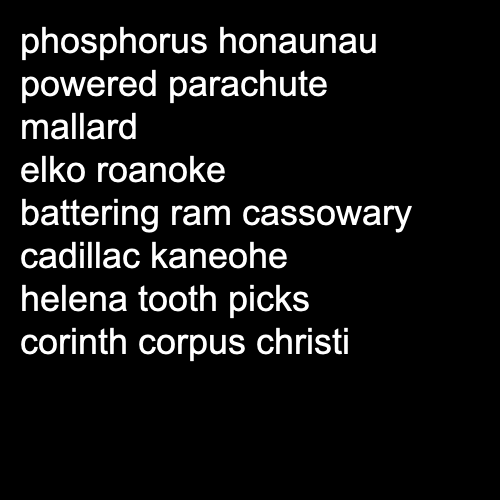 phosphorus honaunau
powered parachute
mallard
elko roanoke
battering ram cassowary
cadillac kaneohe
helena tooth picks
corinth corpus christi